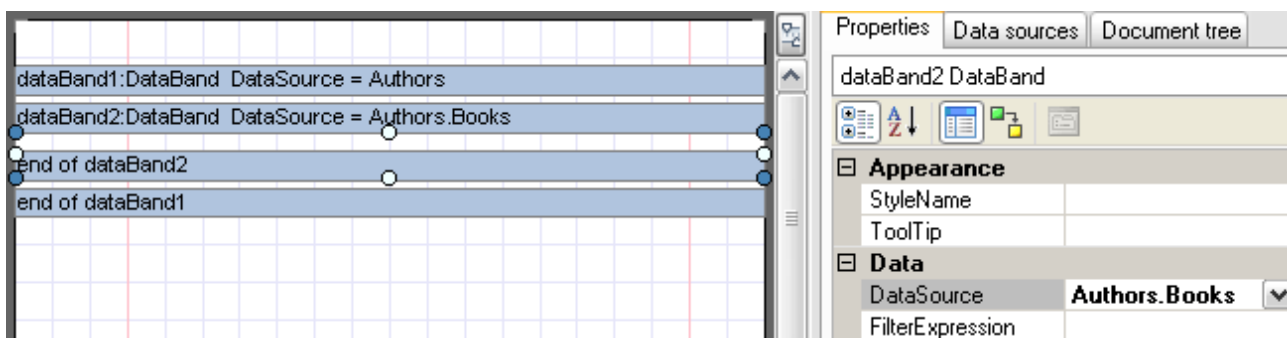 dataBand1:DataBand DataSource = Authors
dataBand2:DataBand DataSource = Authors.Books
end of dataBand2
end of dataBand1
Properties
Data sources
Document tree
dataBand2 DataBand
Appearance
StyleName
ToolTip
Data
DataSource Authors.Books
FilterExpression